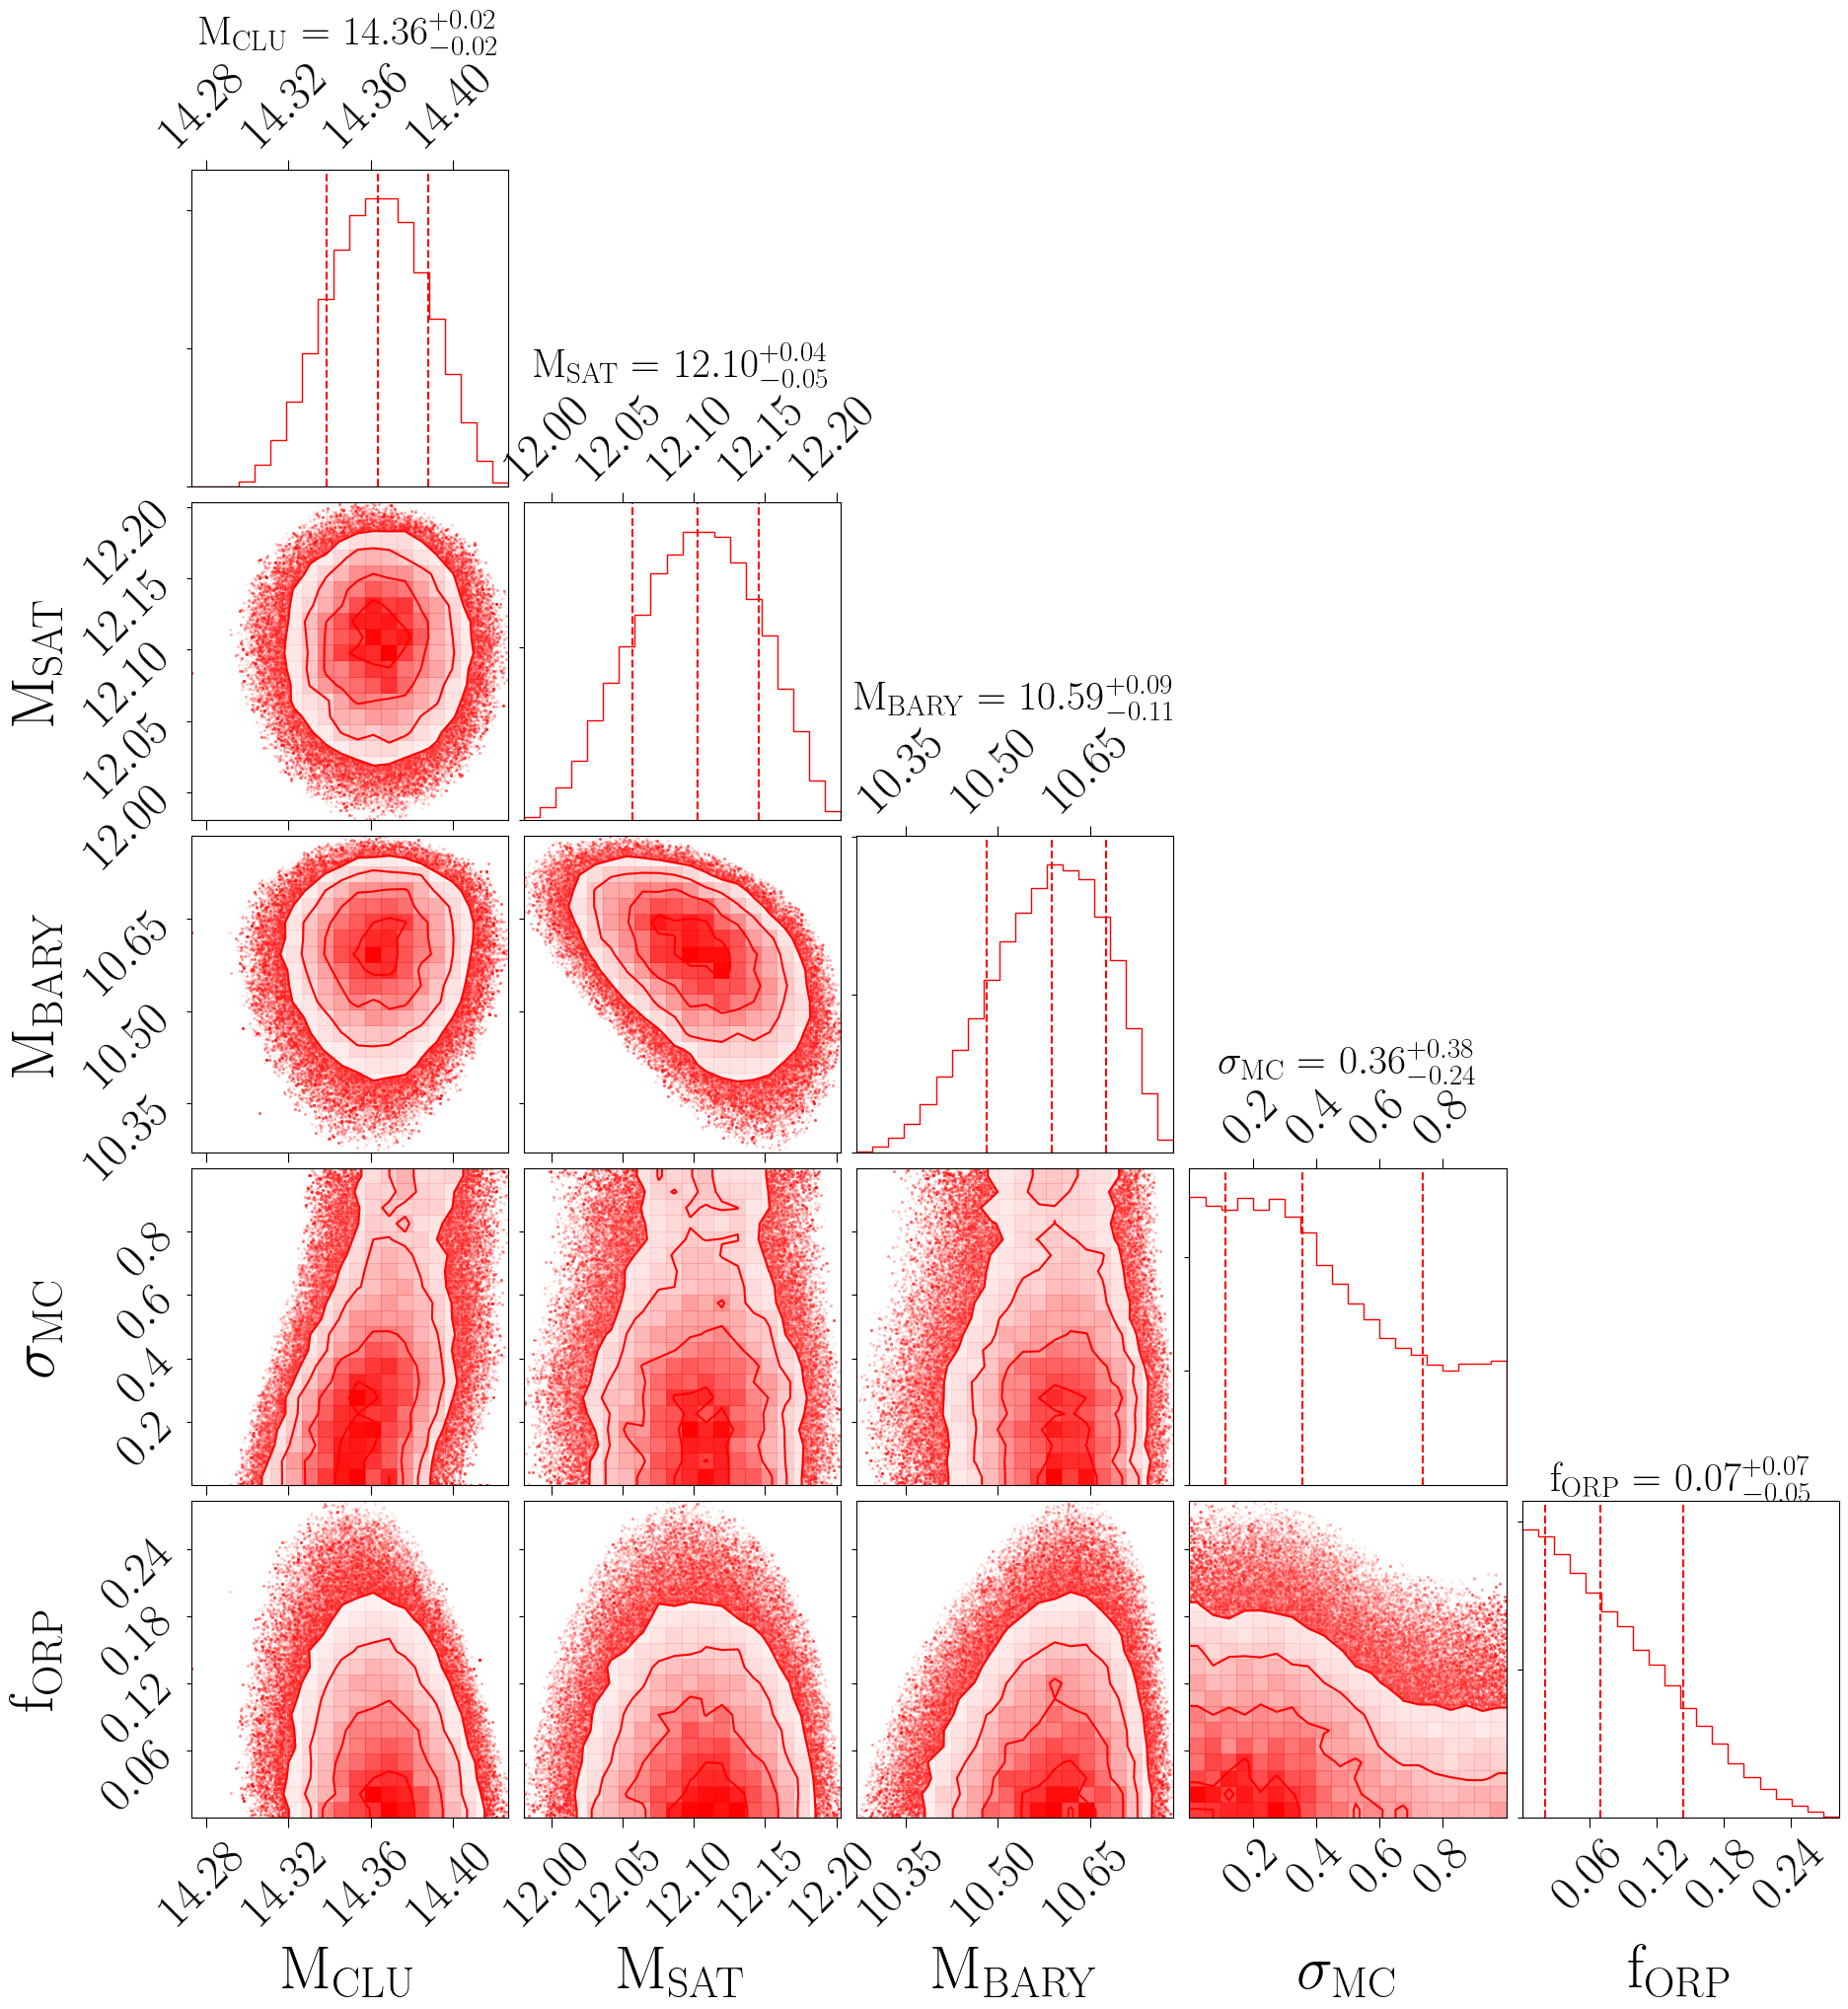 M_CLU = 14.36^{+0.02}_{-0.02}
14.28 14.32 14.36 14.40
M_SAT = 12.10^{+0.04}_{-0.05}
12.00 12.05 12.10 12.15 12.20
M_SAT
12.20
12.15
12.10
12.05
12.00
M_BARY = 10.59^{+0.09}_{-0.11}
10.35 10.50 10.65
M_BARY
10.65
10.50
10.35
σ_MC = 0.36^{+0.38}_{-0.24}
0.2 0.4 0.6 0.8
σ_MC
0.8
0.6
0.4
0.2
f_ORP = 0.07^{+0.07}_{-0.05}
f_ORP
0.24
0.18
0.12
0.06
14.28 14.32 14.36 14.40 12.00 12.05 12.10 12.15 12.20 10.35 10.50 10.65 0.2 0.4 0.6 0.8 0.06 0.12 0.18 0.24
M_CLU M_SAT M_BARY σ_MC f_ORP